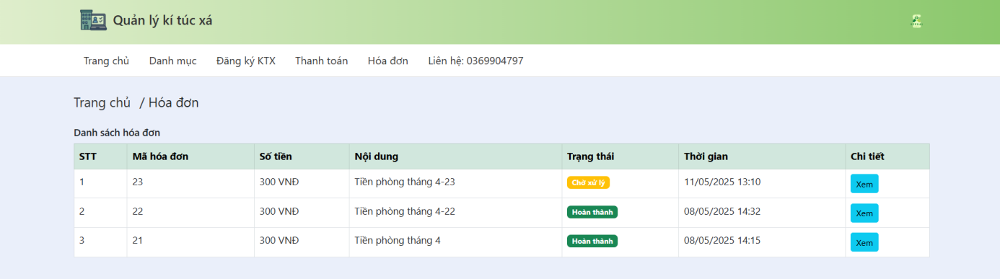 Quản lý kí túc xá
Trang chủ Danh mục Đăng ký KTX Thanh toán Hóa đơn Liên hệ: 0369904797
Trang chủ / Hóa đơn
Danh sách hóa đơn
STT Mã hóa đơn Số tiền Nội dung Trạng thái Thời gian Chi tiết
1 23 300 VNĐ Tiền phòng tháng 4-23 Chờ xử lý 11/05/2025 13:10 Xem
2 22 300 VNĐ Tiền phòng tháng 4-22 Hoàn thành 08/05/2025 14:32 Xem
3 21 300 VNĐ Tiền phòng tháng 4 Hoàn thành 08/05/2025 14:15 Xem